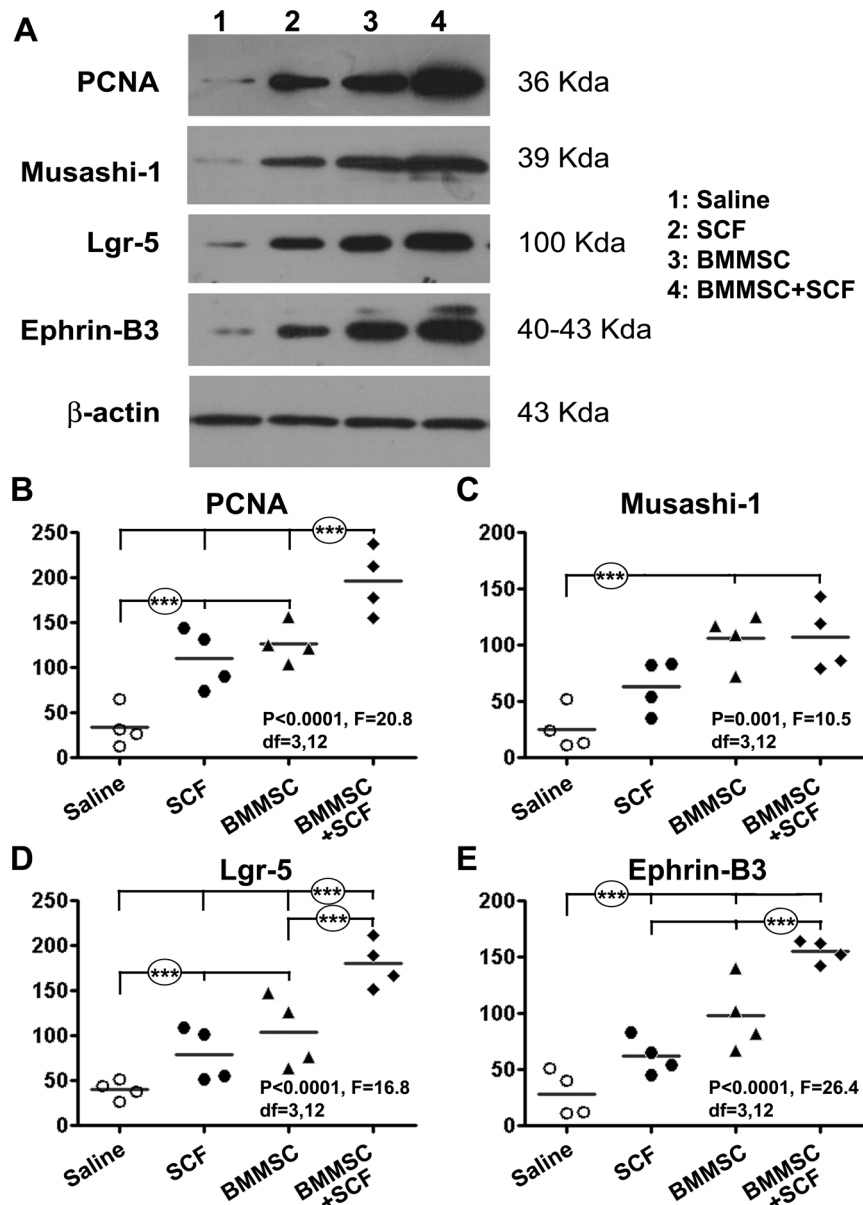 A
1 2 3 4
PCNA 36 Kda
Musashi-1 39 Kda
Lgr-5 100 Kda
Ephrin-B3 40-43 Kda
β-actin 43 Kda
1: Saline
2: SCF
3: BMMSC
4: BMMSC+SCF
B
PCNA
250
200
150
100
50
0
***
***
P<0.0001, F=20.8
df=3,12
Saline
SCF
BMMSC
BMMSC
+SCF
C
Musashi-1
200
150
100
50
0
***
P=0.001, F=10.5
df=3,12
Saline
SCF
BMMSC
BMMSC
+SCF
D
Lgr-5
250
200
150
100
50
0
***
***
***
P<0.0001, F=16.8
df=3,12
Saline
SCF
BMMSC
BMMSC
+SCF
E
Ephrin-B3
200
150
100
50
0
***
***
P<0.0001, F=26.4
df=3,12
Saline
SCF
BMMSC
BMMSC
+SCF